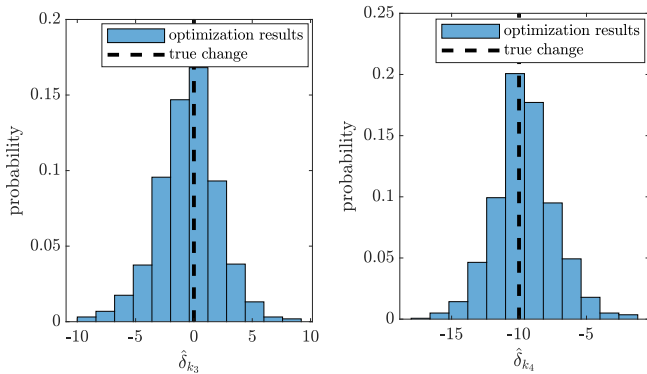 0.2
0.15
0.1
0.05
0
probability
-10
-5
0
5
10
δ̂k₃
optimization results
true change
0.25
0.2
0.15
0.1
0.05
0
probability
-15
-10
-5
δ̂k₄
optimization results
true change